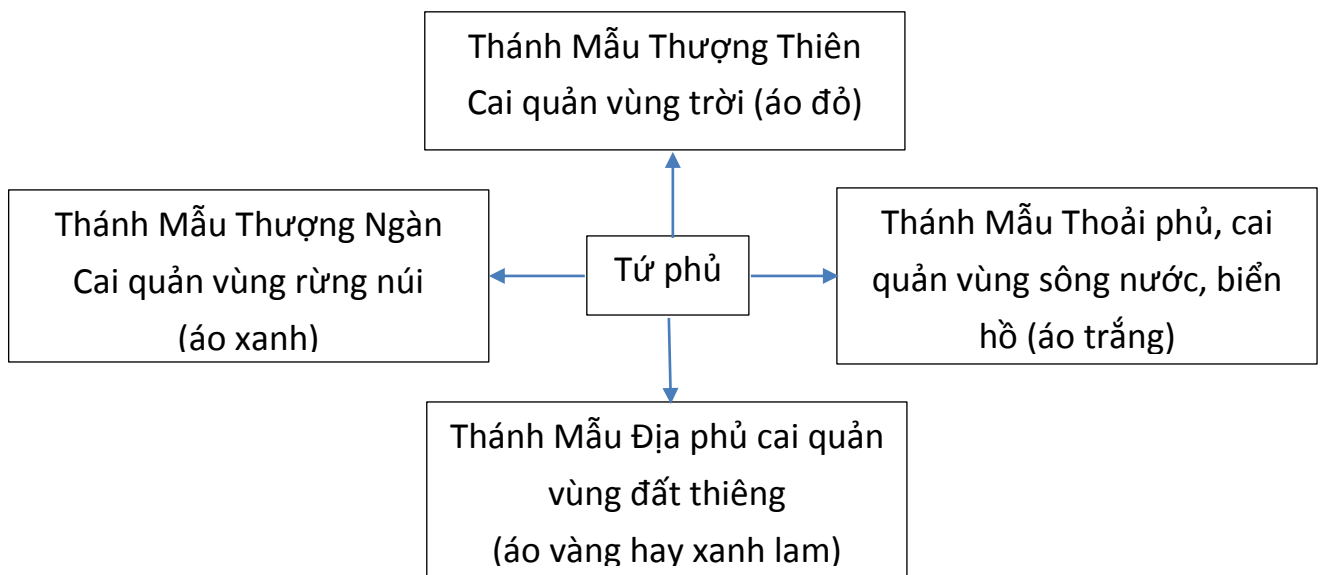 Thánh Mẫu Thượng Thiên
Cai quản vùng trời (áo đỏ)
Thánh Mẫu Thượng Ngàn
Cai quản vùng rừng núi
(áo xanh)
Tứ phủ
Thánh Mẫu Thoải phủ, cai
quản vùng sông nước, biển
hồ (áo trắng)
Thánh Mẫu Địa phủ cai quản
vùng đất thiêng
(áo vàng hay xanh lam)